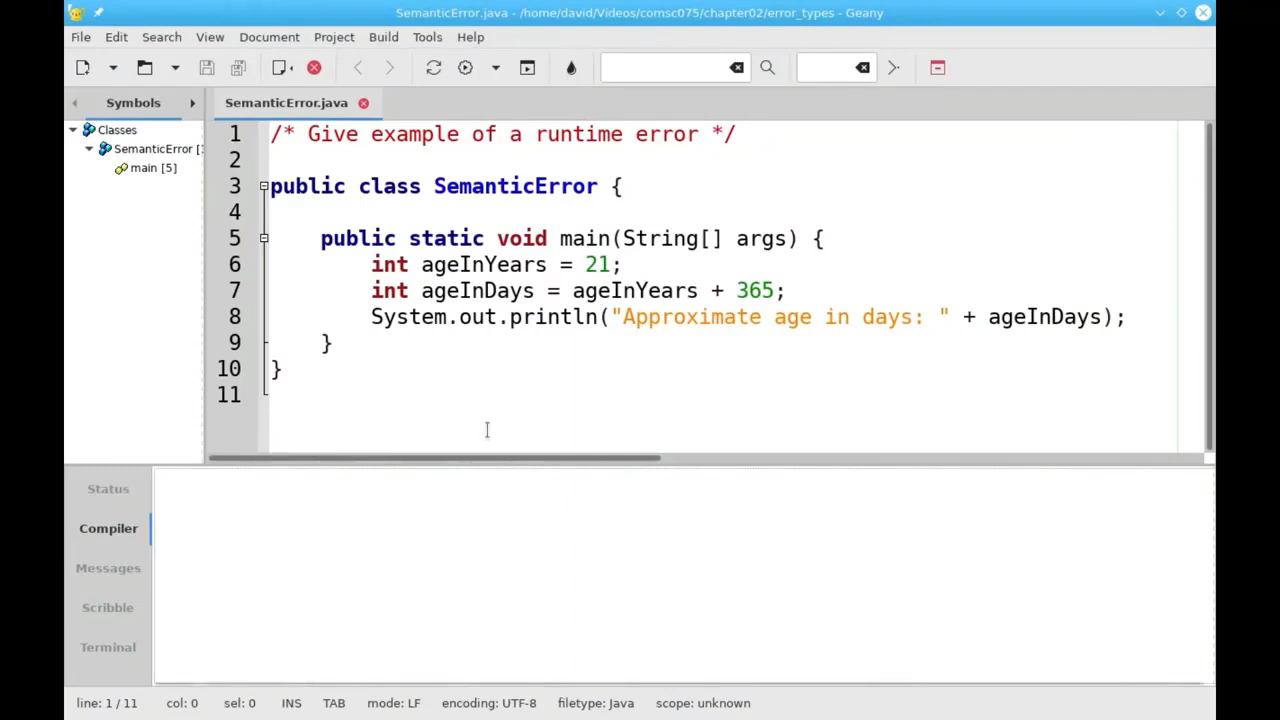 SemanticError.java - /home/david/Videos/comsc075/chapter02/error_types - Geany
File Edit Search View Document Project Build Tools Help
Symbols
SemanticError.java
Classes
SemanticError [
main [5]
1 /* Give example of a runtime error */
2
3 public class SemanticError {
4
5 public static void main(String[] args) {
6 int ageInYears = 21;
7 int ageInDays = ageInYears + 365;
8 System.out.println("Approximate age in days: " + ageInDays);
9 }
10 }
11
Status
Compiler
Messages
Scribble
Terminal
line: 1 / 11 col: 0 sel: 0 INS TAB mode: LF encoding: UTF-8 filetype: Java scope: unknown